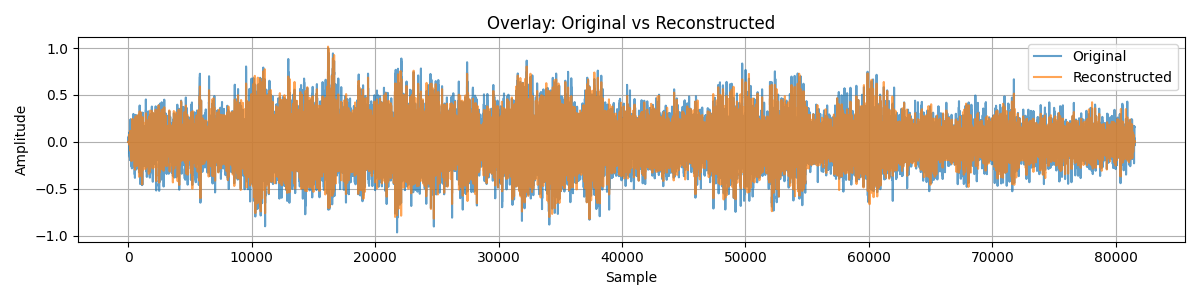 Overlay: Original vs Reconstructed
1.0
0.5
0.0
−0.5
−1.0
Amplitude
Original
Reconstructed
0 10000 20000 30000 40000 50000 60000 70000 80000
Sample